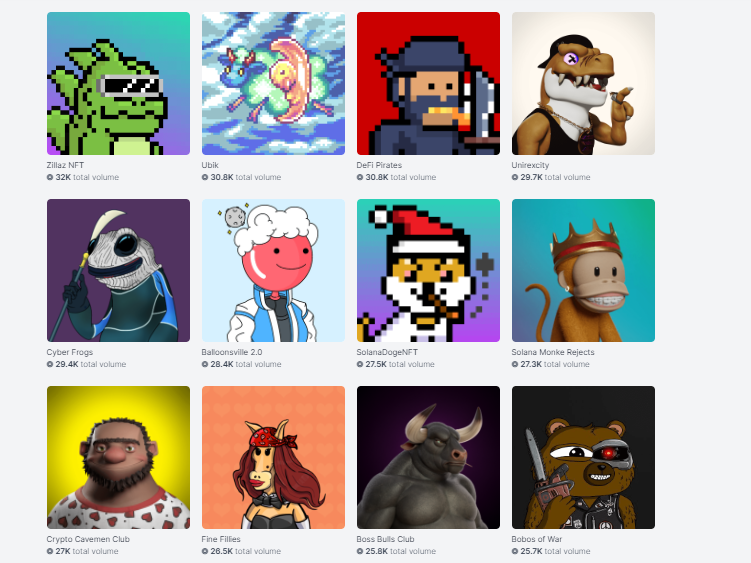 Zillaz NFT
32K total volume
Ubik
30.8K total volume
DeFi Pirates
30.8K total volume
Unirexcity
29.7K total volume
Cyber Frogs
29.4K total volume
Balloonsville 2.0
28.4K total volume
SolanaDogeNFT
27.5K total volume
Solana Monke Rejects
27.3K total volume
Crypto Cavemen Club
27K total volume
Fine Fillies
26.5K total volume
Boss Bulls Club
25.8K total volume
Bobos of War
25.7K total volume